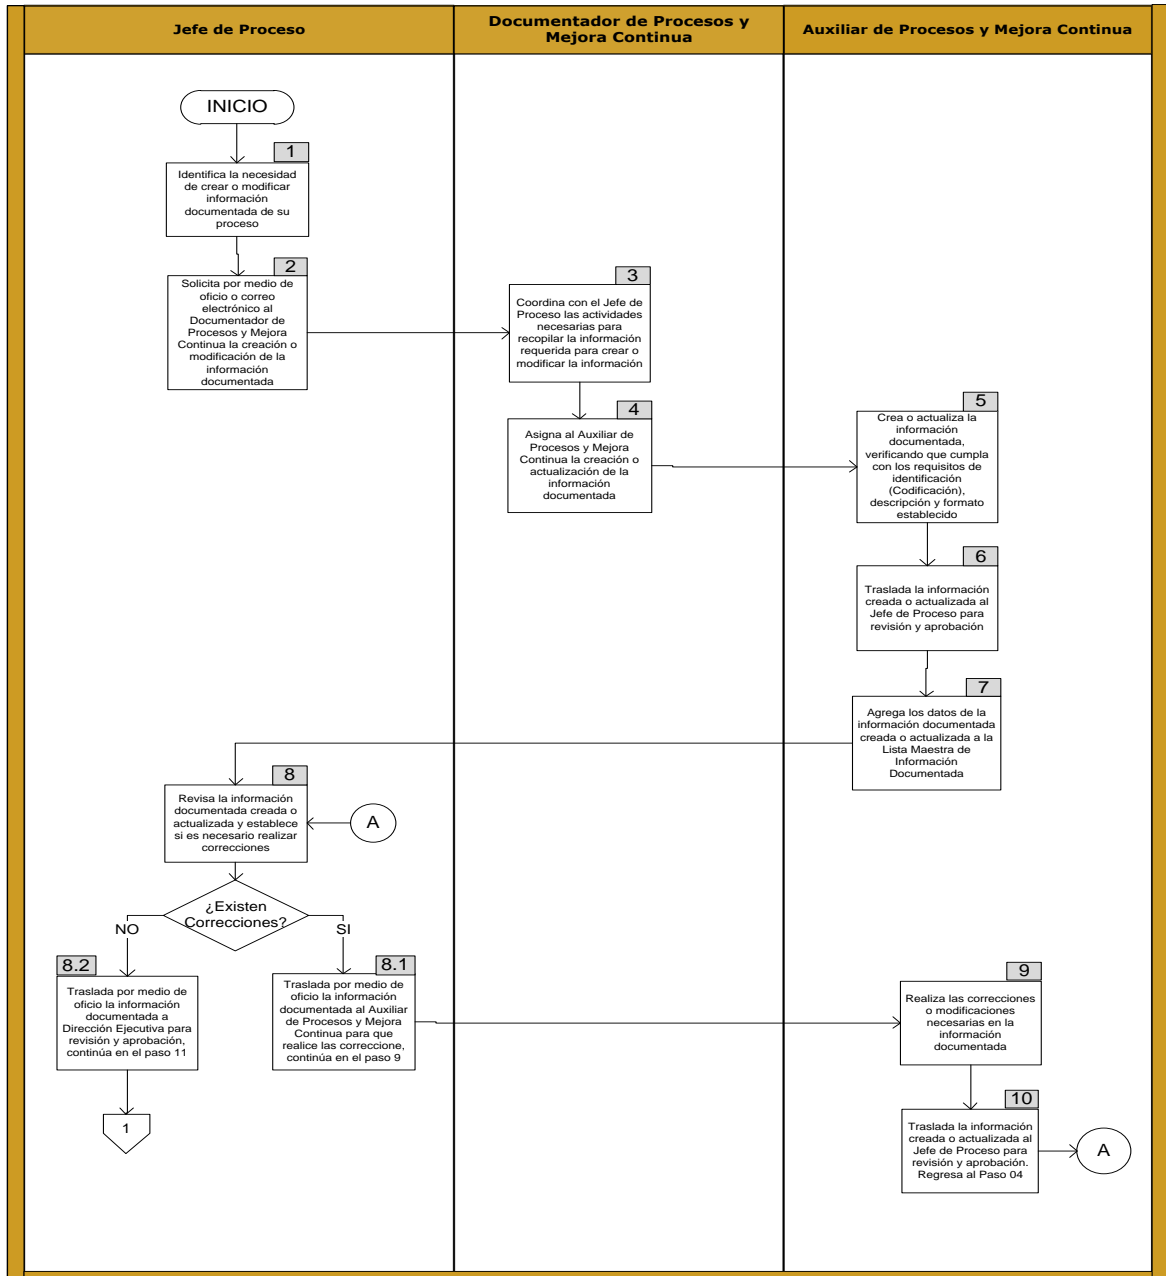 Jefe de Proceso
Documentador de Procesos y
Mejora Continua
Auxiliar de Procesos y Mejora Continua
INICIO
1
Identifica la necesidad
de crear o modificar
información
documentada de su
proceso
2
Solicita por medio de
oficio o correo
electrónico al
Documentador de
Procesos y Mejora
Continua la creación o
modificación de la
información
documentada
3
Coordina con el Jefe de
Proceso las actividades
necesarias para
recopilar la información
requerida para crear o
modificar la información
4
Asigna al Auxiliar de
Procesos y Mejora
Continua la creación o
actualización de la
información
documentada
5
Crea o actualiza la
información
documentada,
verificando que cumpla
con los requisitos de
identificación
(Codificación),
descripción y formato
establecido
6
Traslada la información
creada o actualizada al
Jefe de Proceso para
revisión y aprobación
7
Agrega los datos de la
información documentada
creada o actualizada a la
Lista Maestra de
Información
Documentada
8
Revisa la información
documentada creada o
actualizada y establece
si es necesario realizar
correcciones
A
¿Existen
Correcciones?
NO
SI
8.2
Traslada por medio de
oficio la información
documentada a
Dirección Ejecutiva para
revisión y aprobación,
continúa en el paso 11
8.1
Traslada por medio de
oficio la información
documentada al Auxiliar
de Procesos y Mejora
Continua para que
realice las correccione,
continúa en el paso 9
9
Realiza las correcciones
o modificaciones
necesarias en la
información
documentada
10
Traslada la información
creada o actualizada al
Jefe de Proceso para
revisión y aprobación.
Regresa al Paso 04
A
1